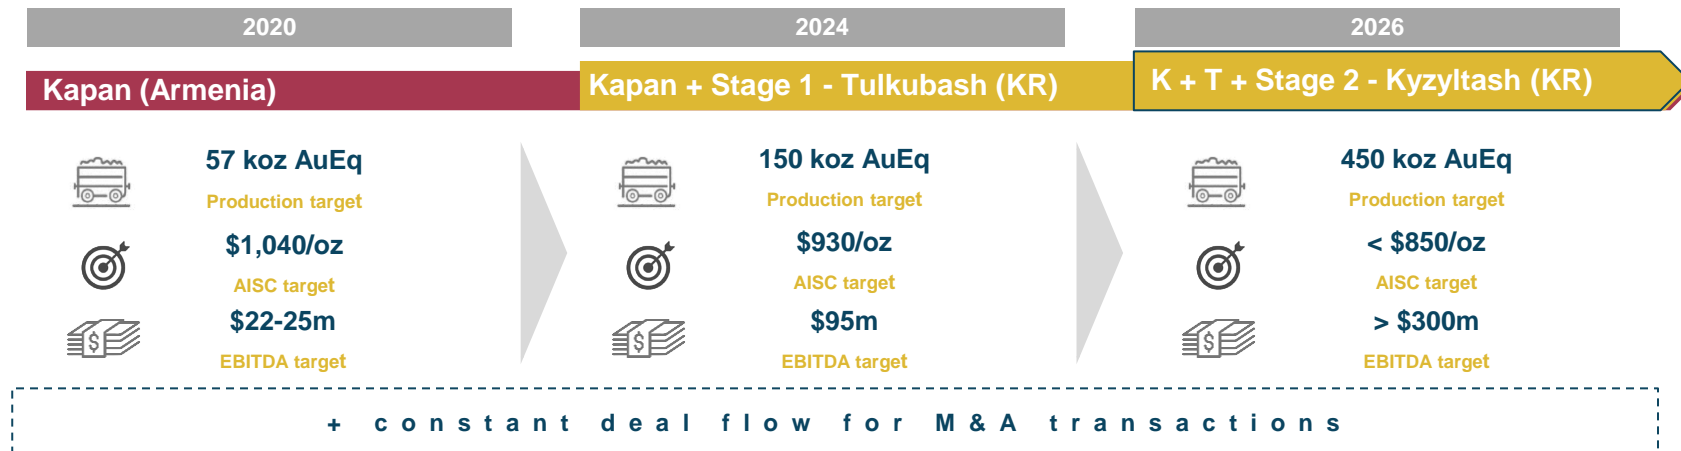 2020
2024
2026
Kapan (Armenia)
Kapan + Stage 1 - Tulkubash (KR)
K + T + Stage 2 - Kyzyltash (KR)
57 koz AuEq
Production target
$1,040/oz
AISC target
$22-25m
EBITDA target
150 koz AuEq
Production target
$930/oz
AISC target
$95m
EBITDA target
450 koz AuEq
Production target
< $850/oz
AISC target
> $300m
EBITDA target
+ constant deal flow for M&A transactions